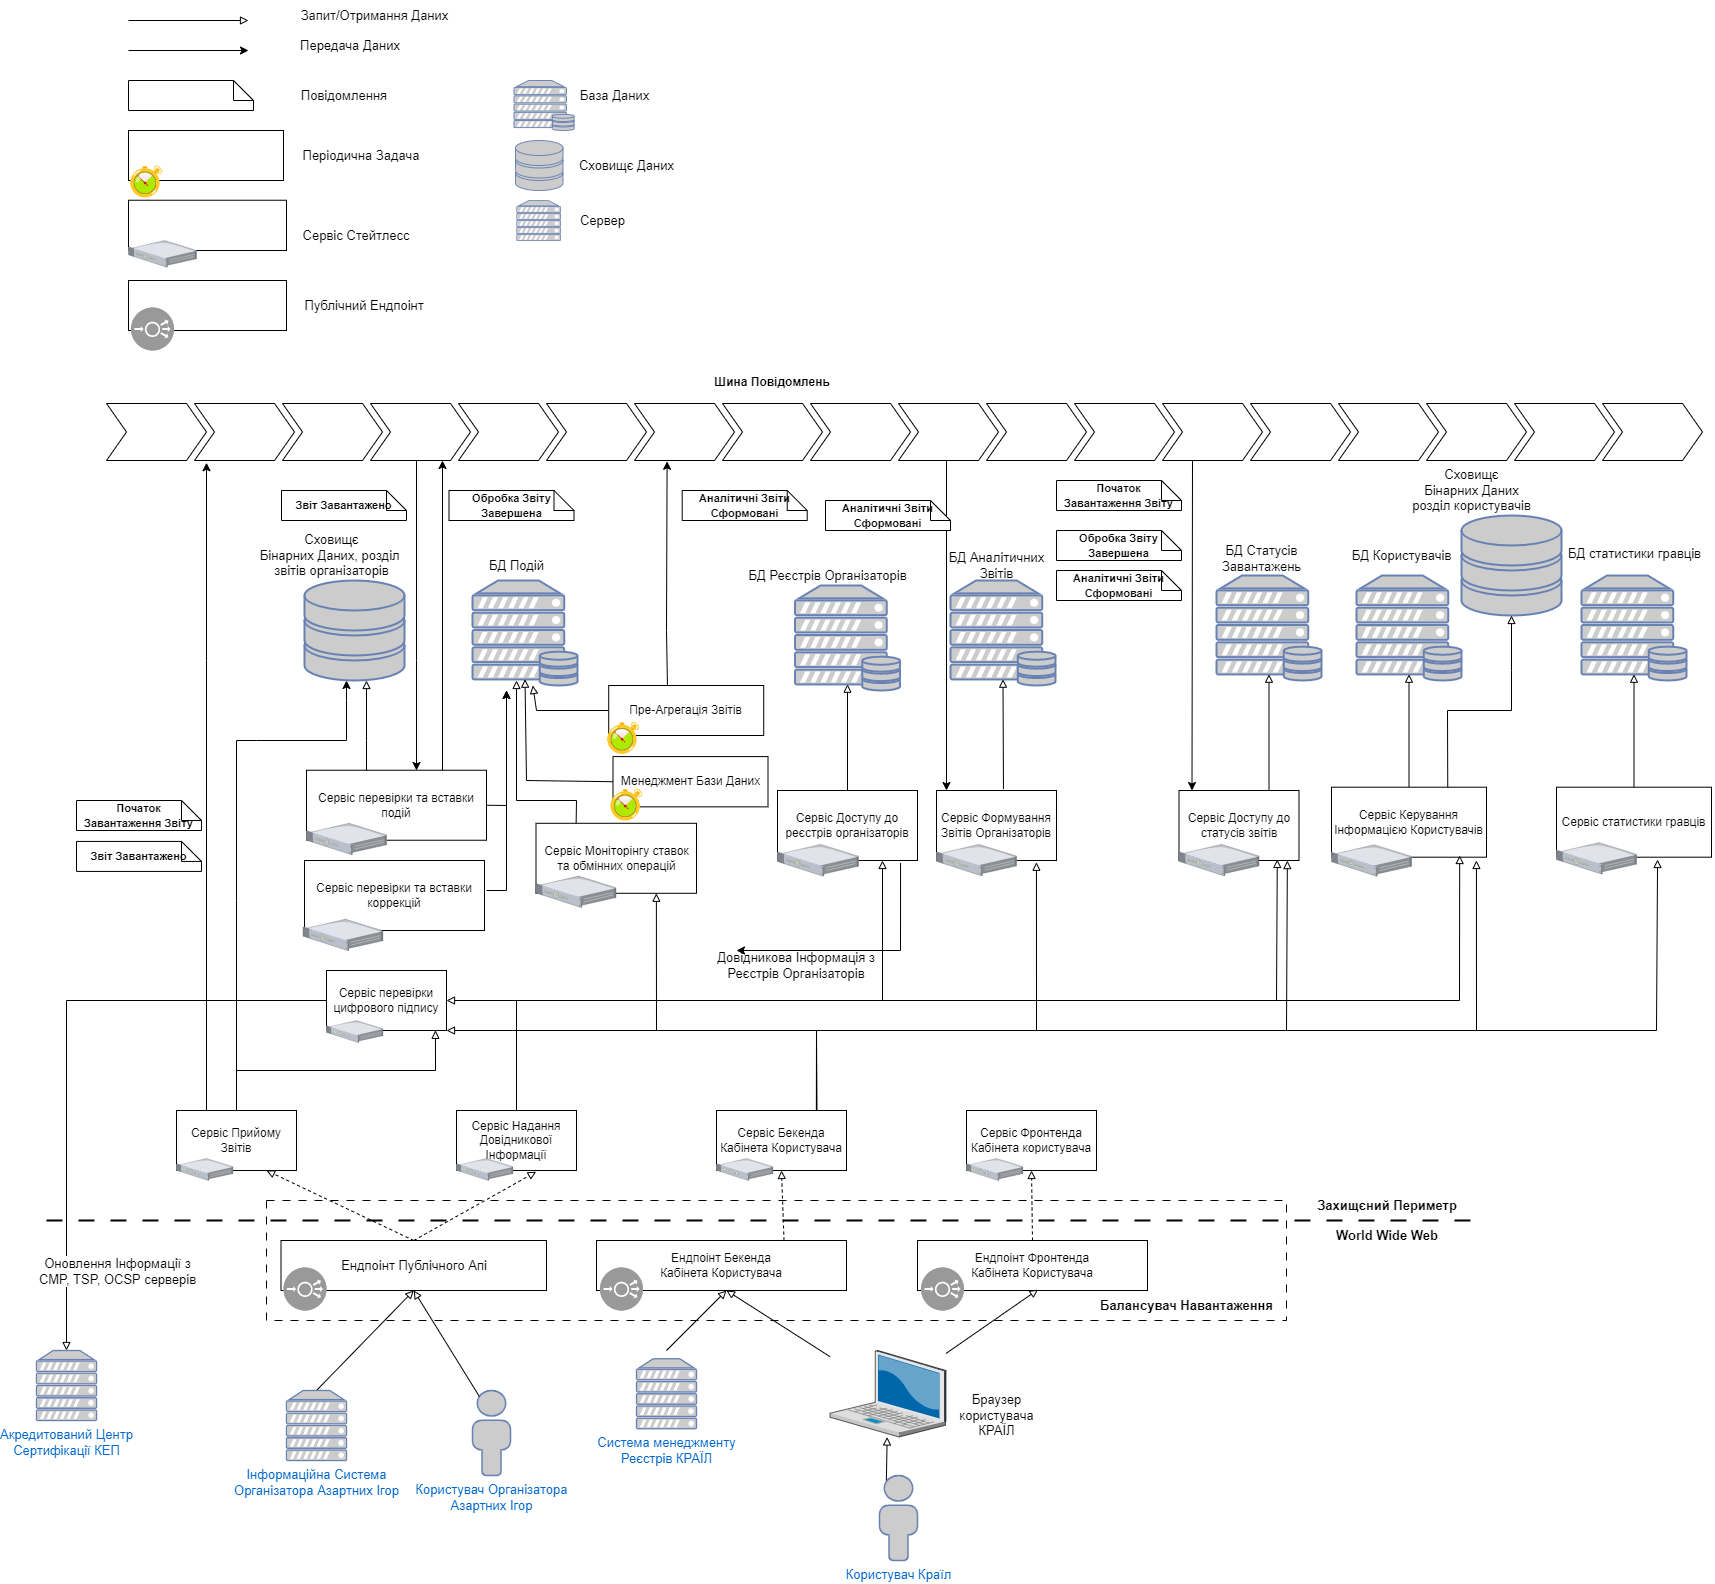 Запит/Отримання Даних
Передача Даних
Повідомлення
База Даних
Періодична Задача
Сховищє Даних
Сервіс Стейтлесс
Сервер
Публічний Ендпоінт
Шина Повідомлень
Звіт Завантажено
Обробка Звіту
Завершена
Аналітичні Звіти
Сформовані
Аналітичні Звіти
Сформовані
Початок
Завантаження Звіту
Обробка Звіту
Завершена
Аналітичні Звіти
Сформовані
Сховищє
Бінарних Даних, розділ
звітів організаторів
БД Подій
БД Реєстрів Організаторів
БД Аналітичних
Звітів
БД Статусів
Завантажень
БД Користувачів
Сховищє
Бінарних Даних
розділ користувачів
БД статистики гравців
Пре-Агрегація Звітів
Менеджмент Бази Даних
Початок
Завантаження Звіту
Звіт Завантажено
Сервіс перевірки та вставки
подій
Сервіс перевірки та вставки
коррекцій
Сервіс Моніторінгу ставок
та обмінних операцій
Сервіс Доступу до
реєстрів організаторів
Сервіс Формування
Звітів Організаторів
Сервіс Доступу до
статусів звітів
Сервіс Керування
Інформацією Користувачів
Сервіс статистики гравців
Довідникова Інформація з
Реєстрів Організаторів
Сервіс перевірки
цифрового підпису
Сервіс Прийому
Звітів
Сервіс Надання
Довідникової
Інформації
Сервіс Бекенда
Кабінета Користувача
Сервіс Фронтенда
Кабінета користувача
Захищєний Периметр
World Wide Web
Оновлення Інформації з
CMP, TSP, OCSP серверів
Ендпоінт Публічного Апі
Ендпоінт Бекенда
Кабінета Користувача
Ендпоінт Фронтенда
Кабінета Користувача
Балансувач Навантаження
Акредитований Центр
Сертифікації КЕП
Інформаційна Система
Організатора Азартних Ігор
Користувач Організатора
Азартних Ігор
Система менеджменту
Реєстрів КРАЇЛ
Браузер
користувача
КРАЇЛ
Користувач Країл